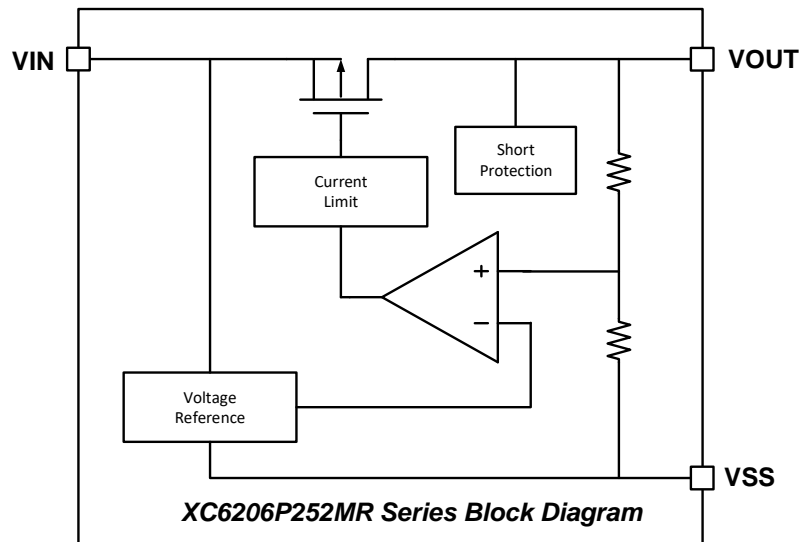 VIN
VOUT
Short
Protection
Current
Limit
+
−
Voltage
Reference
VSS
XC6206P252MR Series Block Diagram